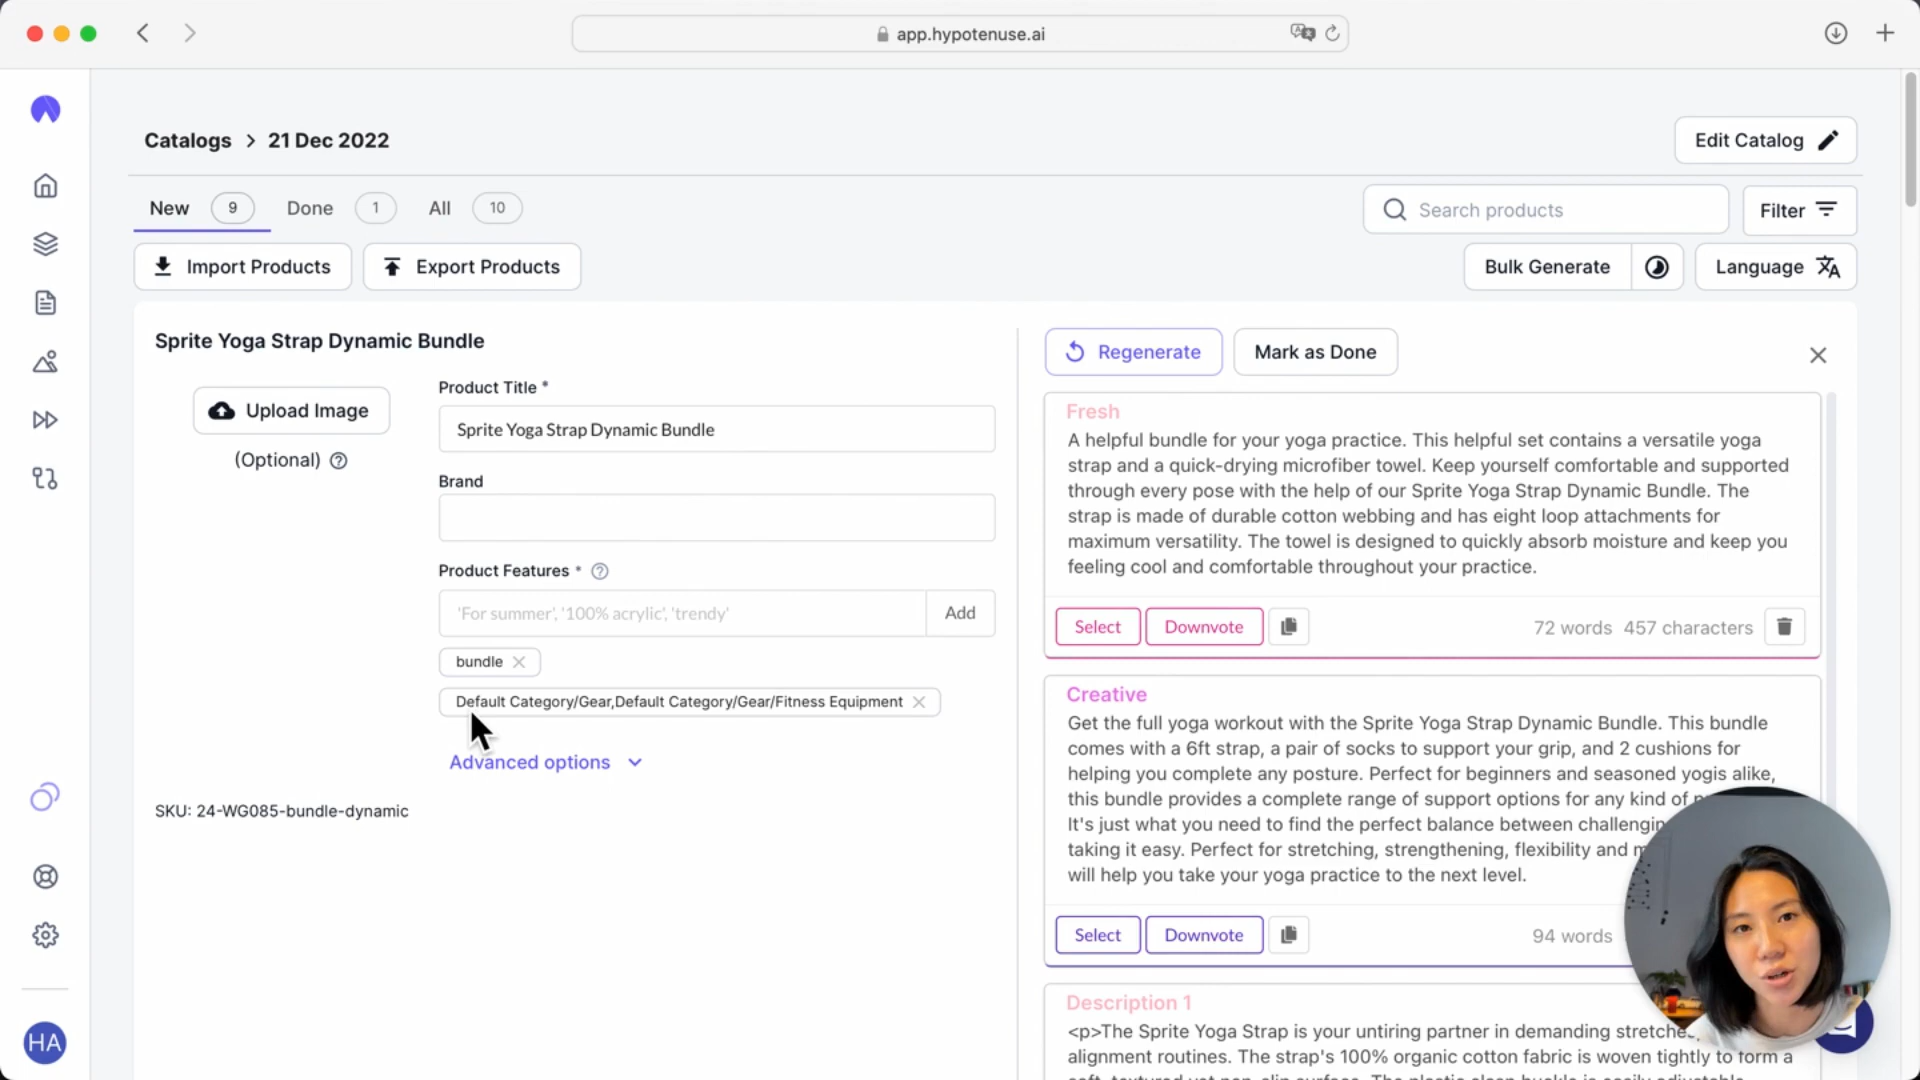 app.hypotenuse.ai
Catalogs > 21 Dec 2022
Edit Catalog
New 9 Done 1 All 10
Search products
Filter
Import Products
Export Products
Bulk Generate
Language
Sprite Yoga Strap Dynamic Bundle
Upload Image
(Optional)
Product Title *
Sprite Yoga Strap Dynamic Bundle
Brand
Product Features *
'For summer', '100% acrylic', 'trendy'
Add
bundle
Default Category/Gear,Default Category/Gear/Fitness Equipment
Advanced options
SKU: 24-WG085-bundle-dynamic
HA
Regenerate
Mark as Done
Fresh
A helpful bundle for your yoga practice. This helpful set contains a versatile yoga
strap and a quick-drying microfiber towel. Keep yourself comfortable and supported
through every pose with the help of our Sprite Yoga Strap Dynamic Bundle. The
strap is made of durable cotton webbing and has eight loop attachments for
maximum versatility. The towel is designed to quickly absorb moisture and keep you
feeling cool and comfortable throughout your practice.
Select
Downvote
72 words 457 characters
Creative
Get the full yoga workout with the Sprite Yoga Strap Dynamic Bundle. This bundle
comes with a 6ft strap, a pair of socks to support your grip, and 2 cushions for
helping you complete any posture. Perfect for beginners and seasoned yogis alike,
this bundle provides a complete range of support options for any kind of
It's just what you need to find the perfect balance between
taking it easy. Perfect for stretching, strengthening, flexibility and
will help you take your yoga practice to the next level.
Select
Downvote
94 words
Description 1
<p>The Sprite Yoga Strap is your untiring partner in demanding
alignment routines. The strap's 100% organic cotton fabric is woven tightly to form a